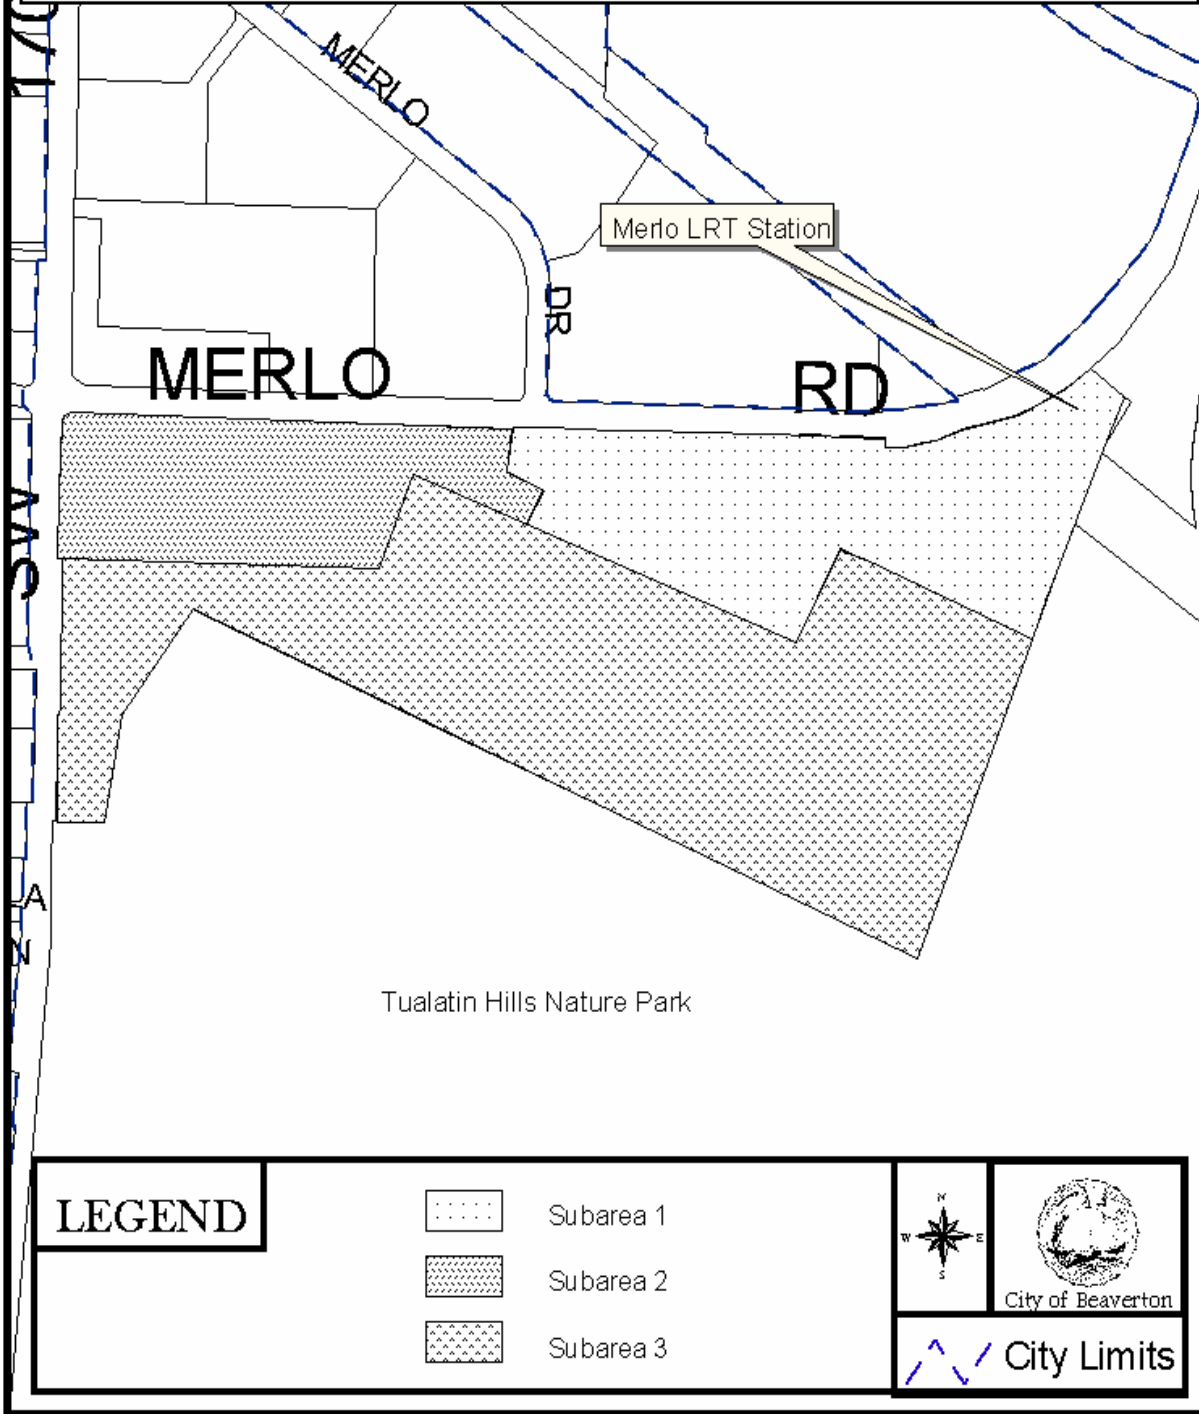 170
MERLO
Merlo LRT Station
DR
MERLO
RD
SW
A
N
Tualatin Hills Nature Park
LEGEND
Subarea 1
Subarea 2
Subarea 3
N
W
E
S
City of Beaverton
City Limits